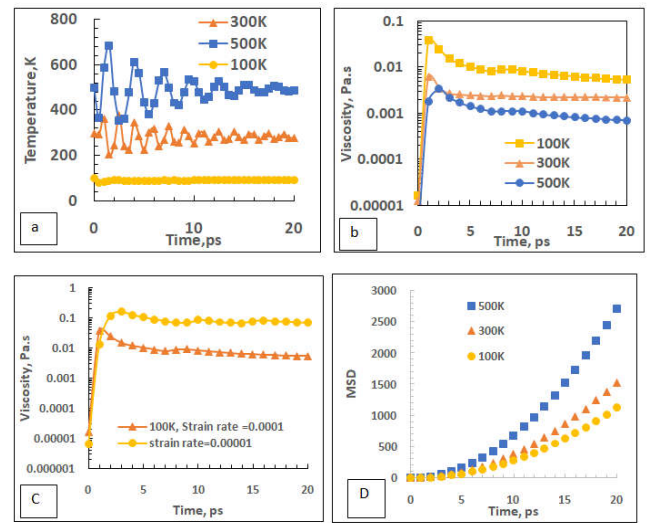 800
600
400
200
0
Temperature,K
300K
500K
100K
0 5 10 15 20
Time,ps
a
0.1
0.01
0.001
0.0001
0.00001
Viscosity, Pa.s
100K
300K
500K
0 5 10 15 20
Time,ps
b
1
0.1
0.01
0.001
0.0001
0.00001
0.000001
Viscosity, Pa.s
100K, Strain rate =0.0001
strain rate=0.00001
0 5 10 15 20
Time, ps
C
3000
2500
2000
1500
1000
500
0
MSD
500K
300K
100K
0 5 10 15 20
Time, ps
D